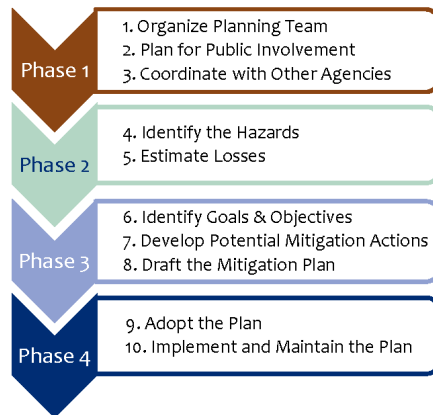 Phase 1
1. Organize Planning Team
2. Plan for Public Involvement
3. Coordinate with Other Agencies
Phase 2
4. Identify the Hazards
5. Estimate Losses
Phase 3
6. Identify Goals & Objectives
7. Develop Potential Mitigation Actions
8. Draft the Mitigation Plan
Phase 4
9. Adopt the Plan
10. Implement and Maintain the Plan